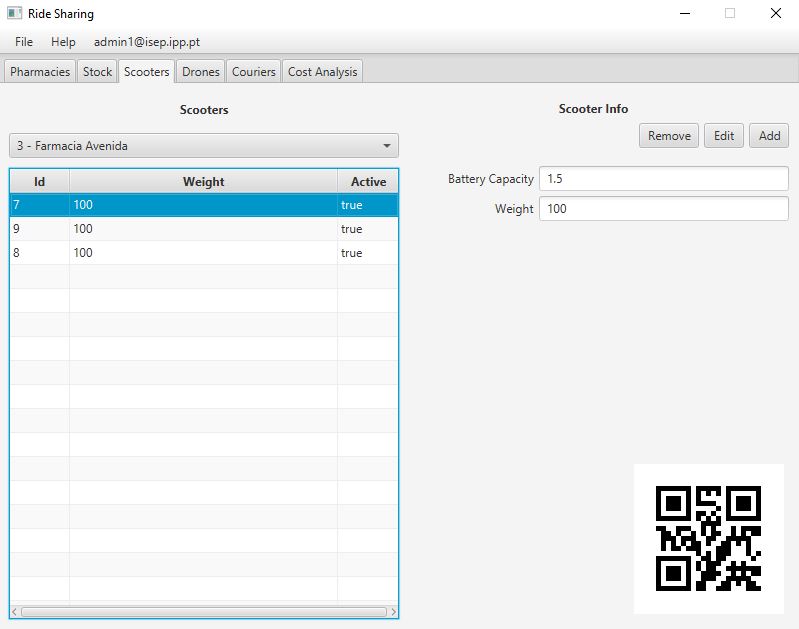 Ride Sharing
File Help admin1@isep.ipp.pt
Pharmacies Stock Scooters Drones Couriers Cost Analysis
Scooters
3 - Farmacia Avenida
Id Weight Active
7 100 true
9 100 true
8 100 true
Scooter Info
Remove Edit Add
Battery Capacity 1.5
Weight 100